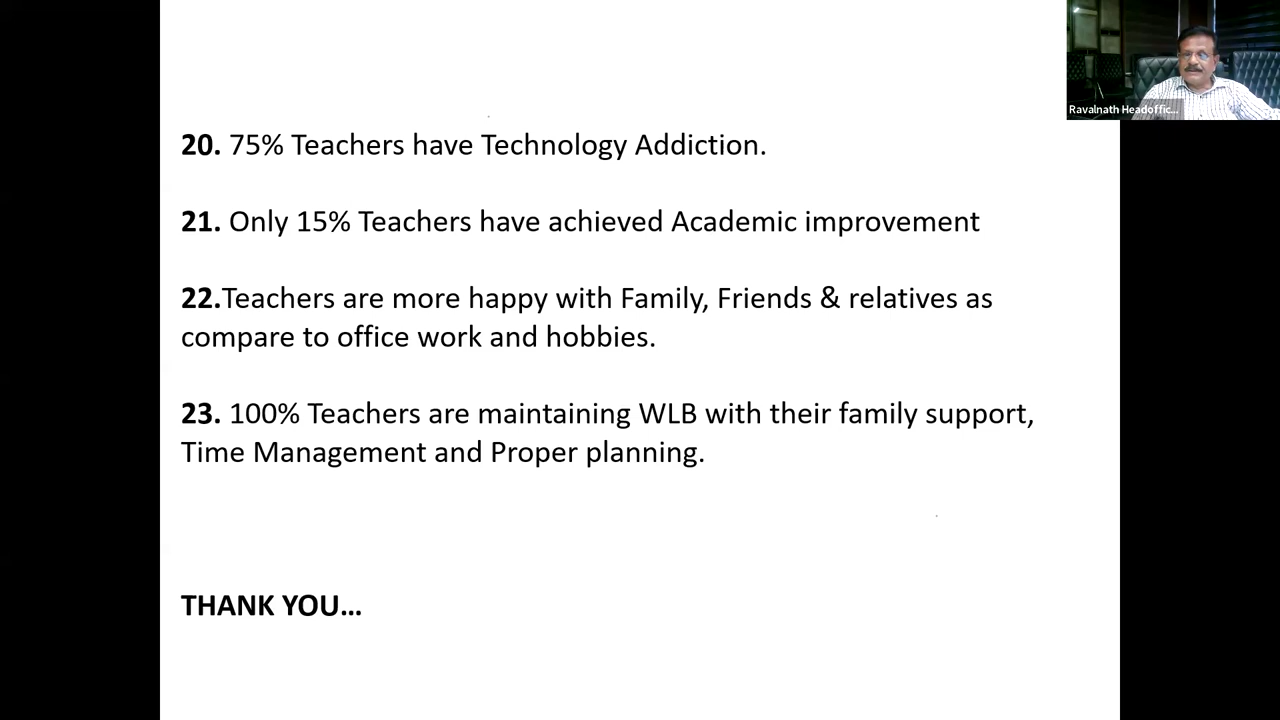 Ravalnath Headoffic...
20. 75% Teachers have Technology Addiction.
21. Only 15% Teachers have achieved Academic improvement
22.Teachers are more happy with Family, Friends & relatives as
compare to office work and hobbies.
23. 100% Teachers are maintaining WLB with their family support,
Time Management and Proper planning.
THANK YOU...